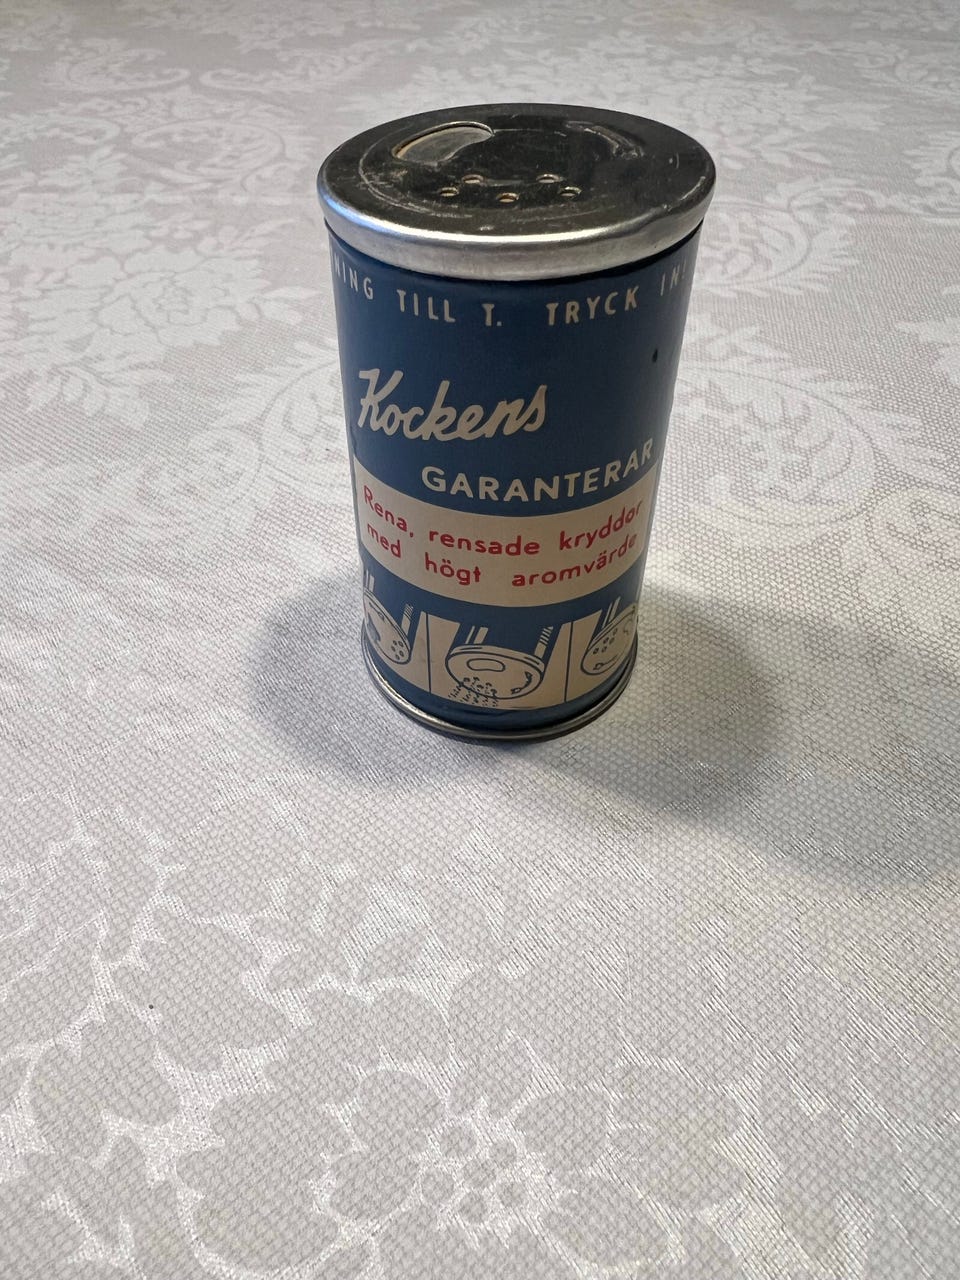 TILL T. TRYCK
Kockens
GARANTERAR
Rena, rensade kryddor
med högt aromvärde